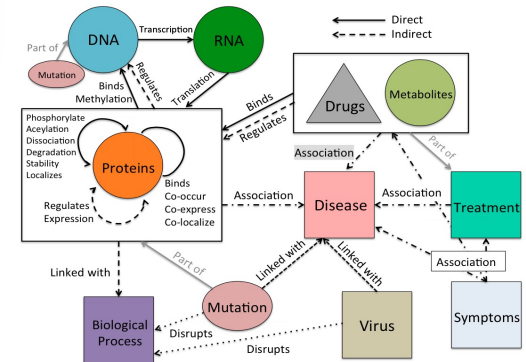 Direct
Indirect
DNA
Transcription
RNA
Part of
Mutation
Binds
Methylation
Regulates
Translation
Binds
Regulates
Drugs
Metabolites
Phosphorylate
Aceylation
Dissociation
Degradation
Stability
Localizes
Proteins
Binds
Co-occur
Co-express
Co-localize
Regulates
Expression
Association
Part of
Association
Disease
Association
Treatment
Association
Linked with
Part of
Linked with
Linked with
Mutation
Biological
Process
Disrupts
Disrupts
Virus
Symptoms